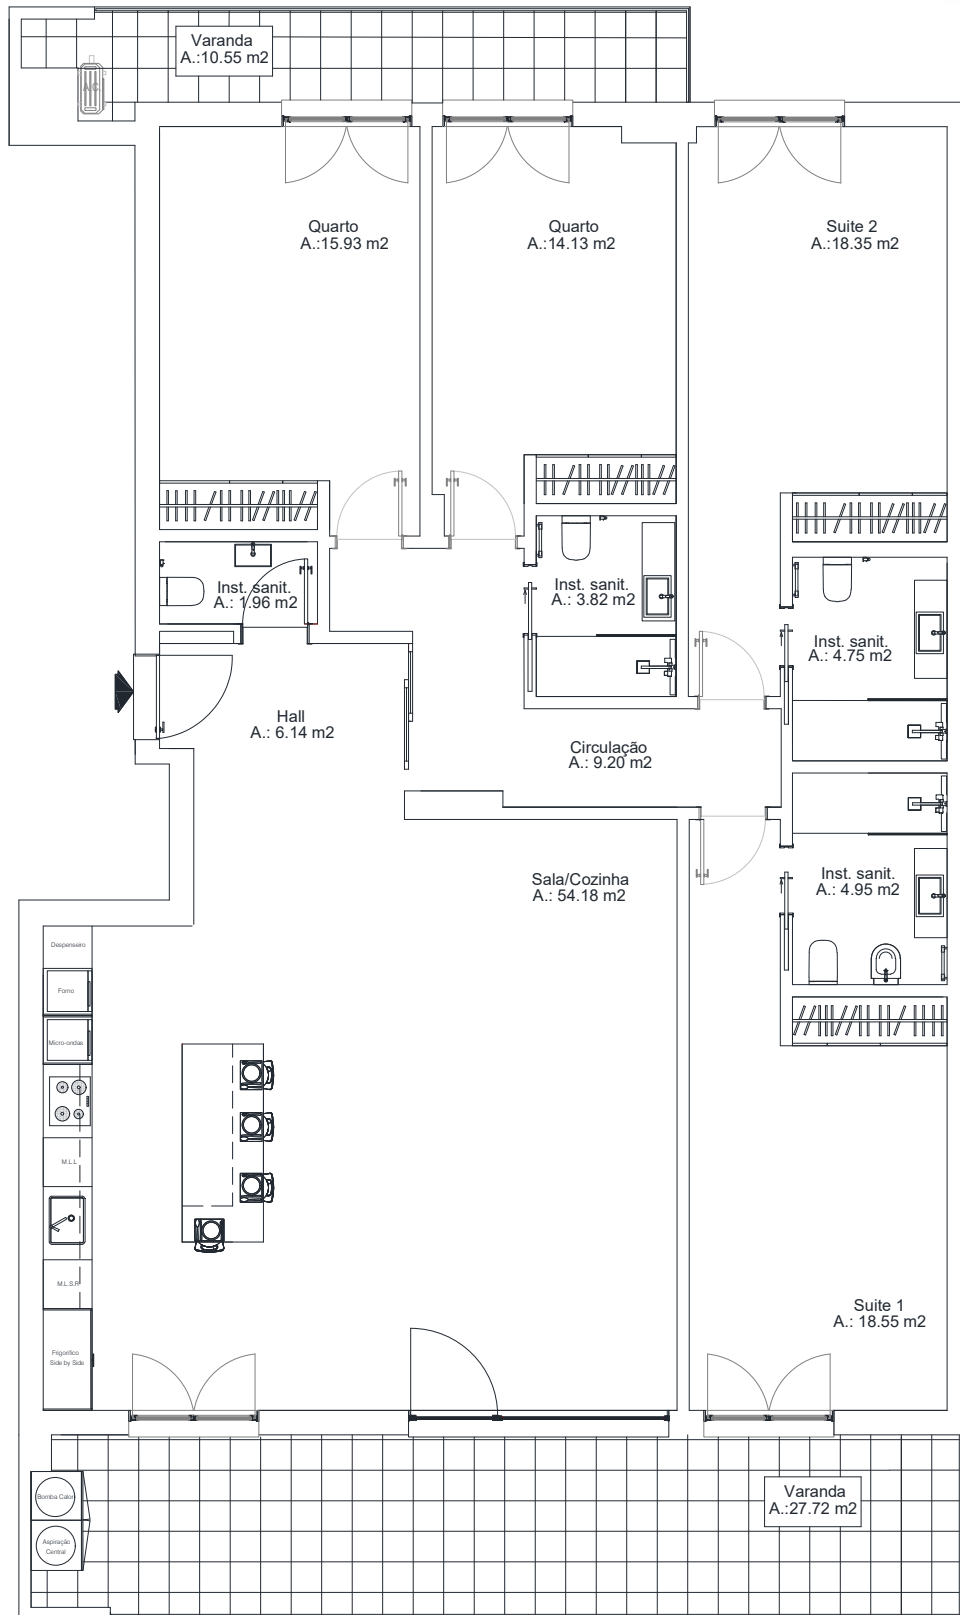 Varanda
A.:10.55 m2
A.C.
Quarto
A.:15.93 m2
Quarto
A.:14.13 m2
Suite 2
A.:18.35 m2
Inst. sanit.
A.: 1.96 m2
Inst. sanit.
A.: 3.82 m2
Inst. sanit.
A.: 4.75 m2
Hall
A.: 6.14 m2
Circulação
A.: 9.20 m2
Sala/Cozinha
A.: 54.18 m2
Inst. sanit.
A.: 4.95 m2
Despenseiro
Forno
Micro-ondas
M.L.L
M.L.S.R
Frigorífico
Side by Side
Suite 1
A.: 18.55 m2
Varanda
A.:27.72 m2
Bomba Calor
Aspiração
Central